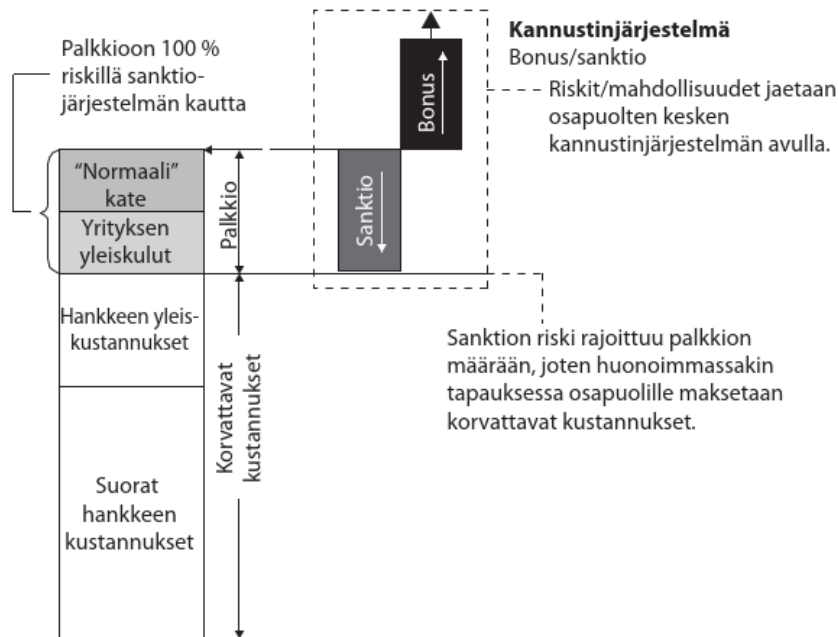 Palkkioon 100 %
riskillä sanktio-
järjestelmän kautta
Kannustinjärjestelmä
Bonus/sanktio
Riskit/mahdollisuudet jaetaan
osapuolten kesken
kannustinjärjestelmän avulla.
Bonus
Sanktio
Palkkio
"Normaali"
kate
Yrityksen
yleiskulut
Hankkeen yleis-
kustannukset
Suorat
hankkeen
kustannukset
Korvattavat
kustannukset
Sanktion riski rajoittuu palkkion
määrään, joten huonoimmassakin
tapauksessa osapuolille maksetaan
korvattavat kustannukset.